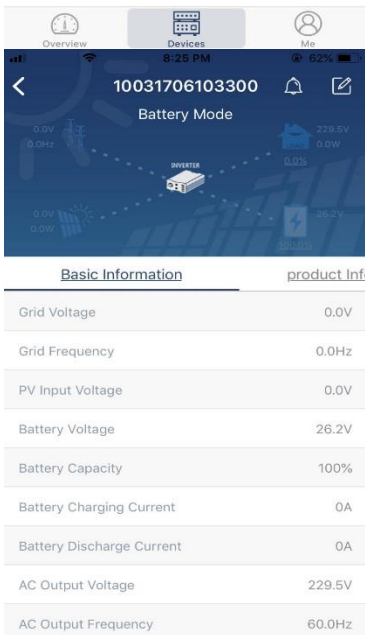 Overview Devices Me
8:25 PM 62%
10031706103300
Battery Mode
0.0V
0.0Hz
229.5V
0.0W
0.0%
INVERTER
0.0V
0.0W
26.2V
100.0%
Basic Information product Inf
Grid Voltage 0.0V
Grid Frequency 0.0Hz
PV Input Voltage 0.0V
Battery Voltage 26.2V
Battery Capacity 100%
Battery Charging Current 0A
Battery Discharge Current 0A
AC Output Voltage 229.5V
AC Output Frequency 60.0Hz